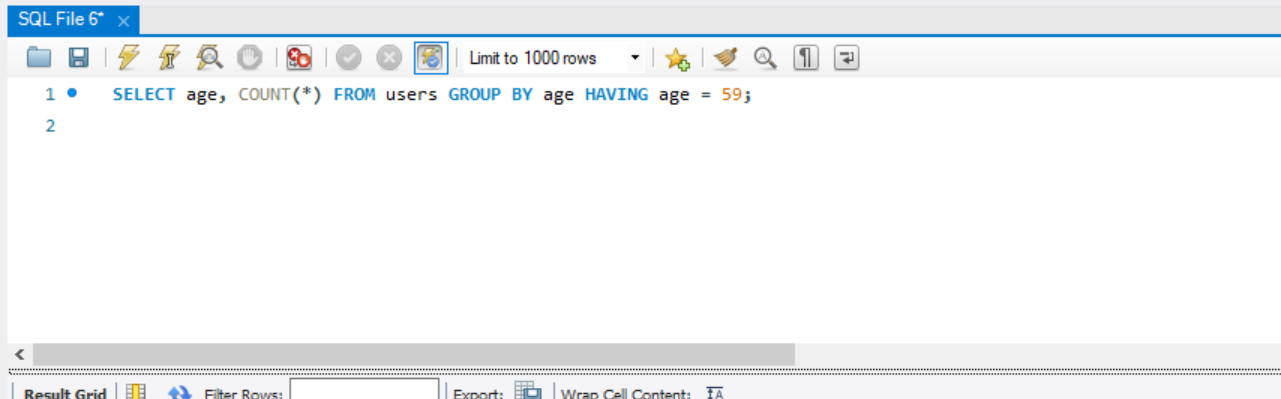 SQL File 6*
Limit to 1000 rows
1 SELECT age, COUNT(*) FROM users GROUP BY age HAVING age = 59;
2
Result Grid Filter Rows: Export: Wrap Cell Content: IA